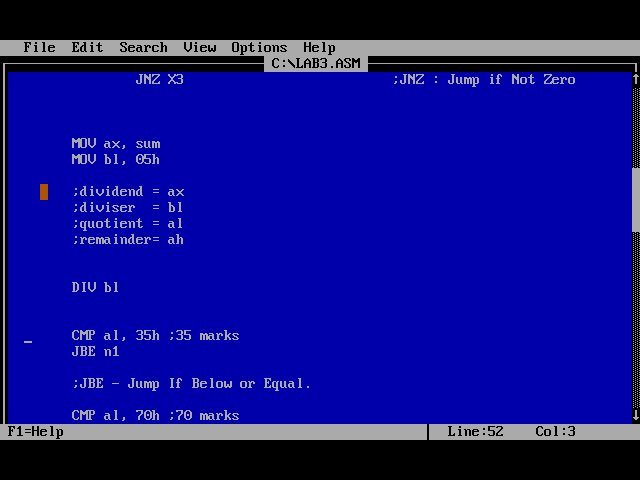 File Edit Search View Options Help
C:\LAB3.ASM
JNZ X3 ;JNZ : Jump if Not Zero
MOV ax, sum
MOV bl, 05h
;dividend = ax
;diviser = bl
;quotient = al
;remainder= ah
DIV bl
CMP al, 35h ;35 marks
JBE n1
;JBE - Jump If Below or Equal.
CMP al, 70h ;70 marks
F1=Help Line:52 Col:3